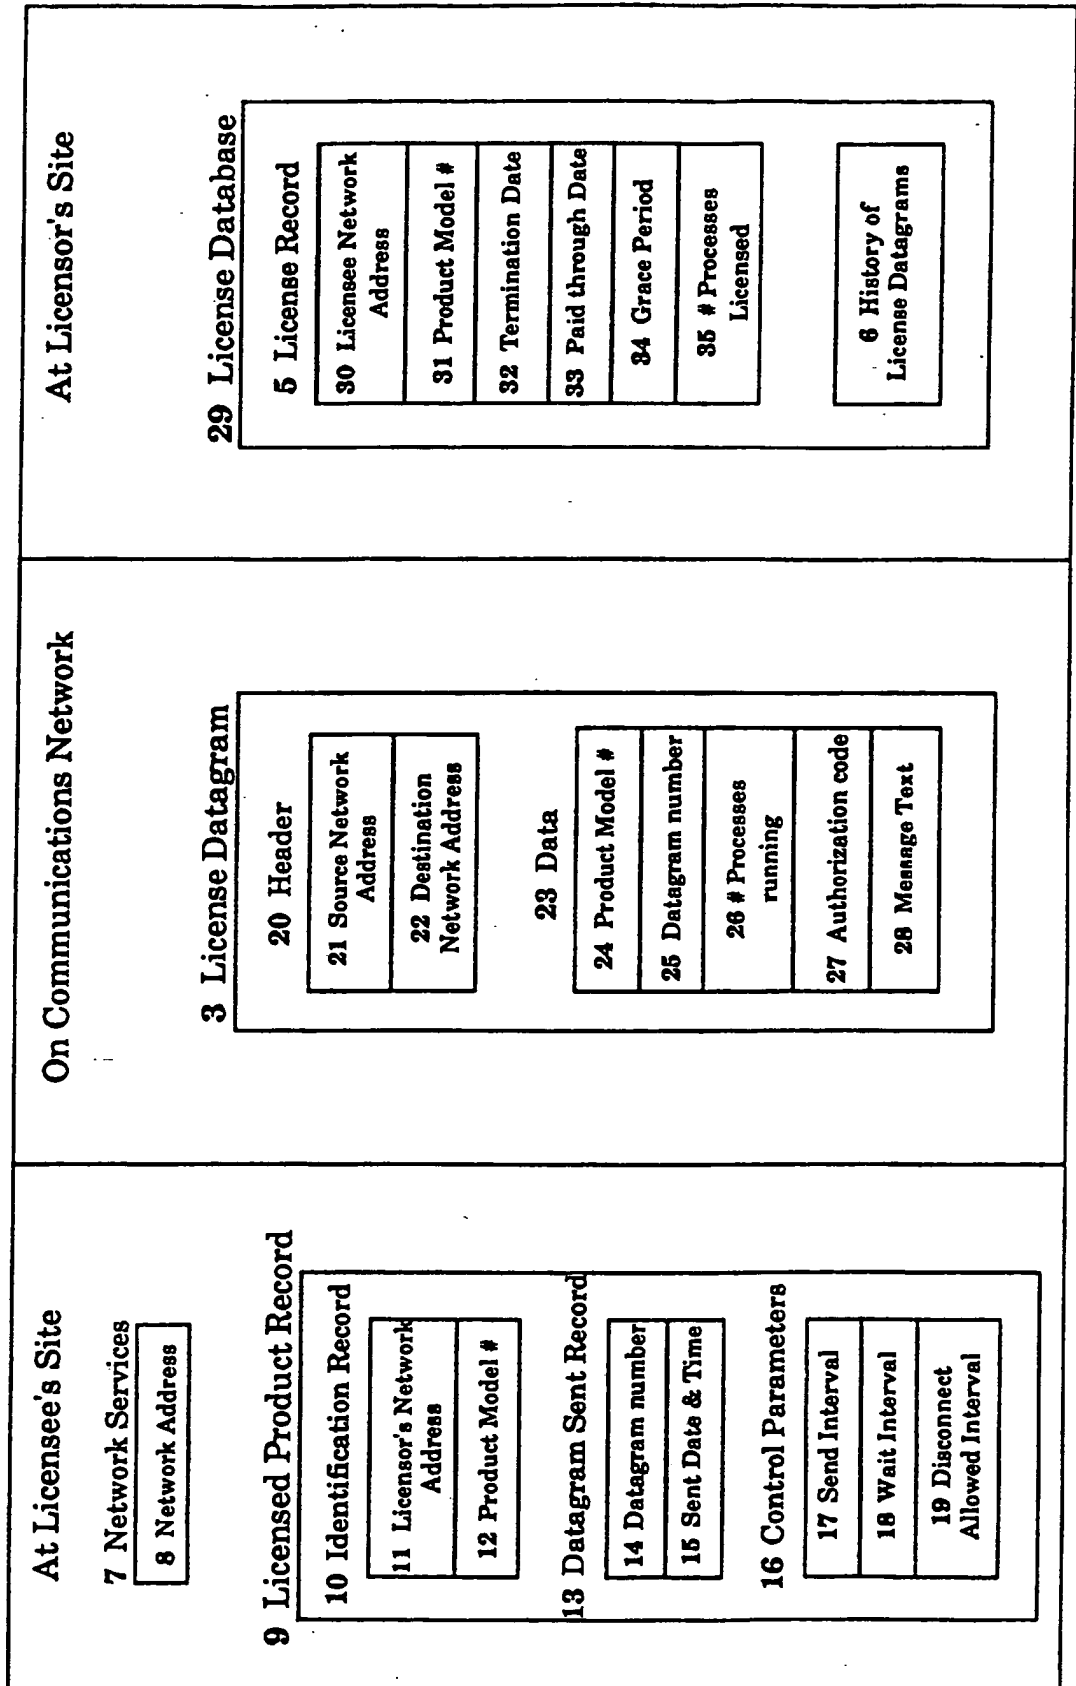 At Licensee's Site
7 Network Services
8 Network Address
9 Licensed Product Record
10 Identification Record
11 Licensor's Network
Address
12 Product Model #
13 Datagram Sent Record
14 Datagram number
15 Sent Date & Time
16 Control Parameters
17 Send Interval
18 Wait Interval
19 Disconnect
Allowed Interval
On Communications Network
3 License Datagram
20 Header
21 Source Network
Address
22 Destination
Network Address
23 Data
24 Product Model #
25 Datagram number
26 # Processes
running
27 Authorization code
28 Message Text
At Licensor's Site
29 License Database
5 License Record
30 Licensee Network
Address
31 Product Model #
32 Termination Date
33 Paid through Date
34 Grace Period
35 # Processes
Licensed
6 History of
License Datagrams